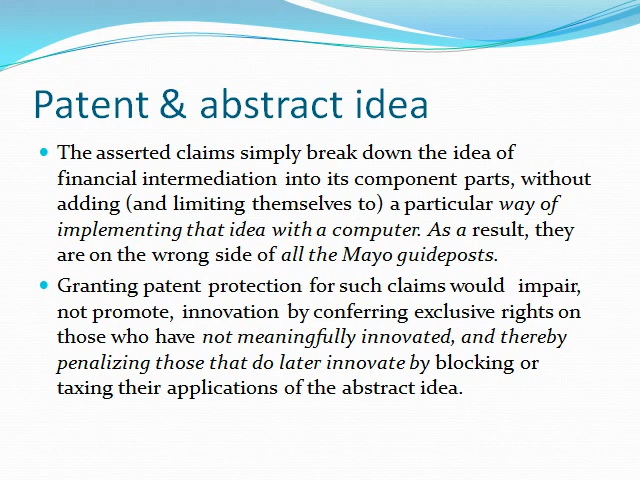 Patent & abstract idea
The asserted claims simply break down the idea of
financial intermediation into its component parts, without
adding (and limiting themselves to) a particular way of
implementing that idea with a computer. As a result, they
are on the wrong side of all the Mayo guideposts.
Granting patent protection for such claims would impair,
not promote, innovation by conferring exclusive rights on
those who have not meaningfully innovated, and thereby
penalizing those that do later innovate by blocking or
taxing their applications of the abstract idea.